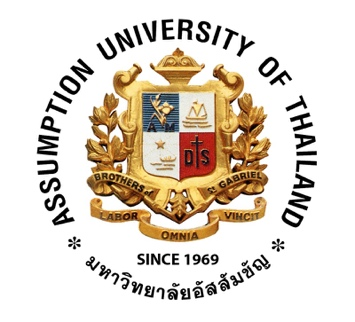 ASSUMPTION UNIVERSITY OF THAILAND
A M
D S
BROTHERS of St GABRIEL
LABOR OMNIA VINCIT
SINCE 1969
* มหาวิทยาลัยอัสสัมชัญ *